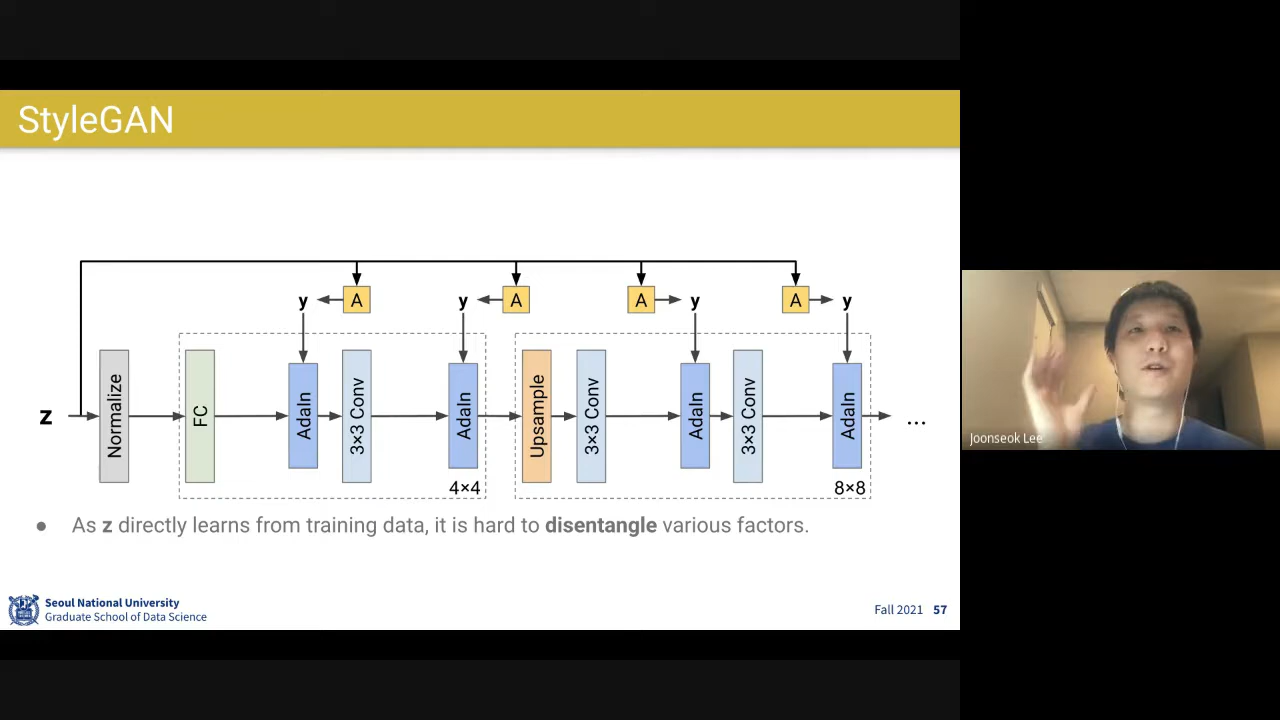 StyleGAN
y
A
y
A
A
y
A
y
z
Normalize
FC
AdaIn
3×3 Conv
AdaIn
Upsample
3×3 Conv
AdaIn
3×3 Conv
AdaIn
...
4×4
8×8
● As z directly learns from training data, it is hard to disentangle various factors.
Seoul National University
Graduate School of Data Science
Fall 2021 57
Joonseok Lee